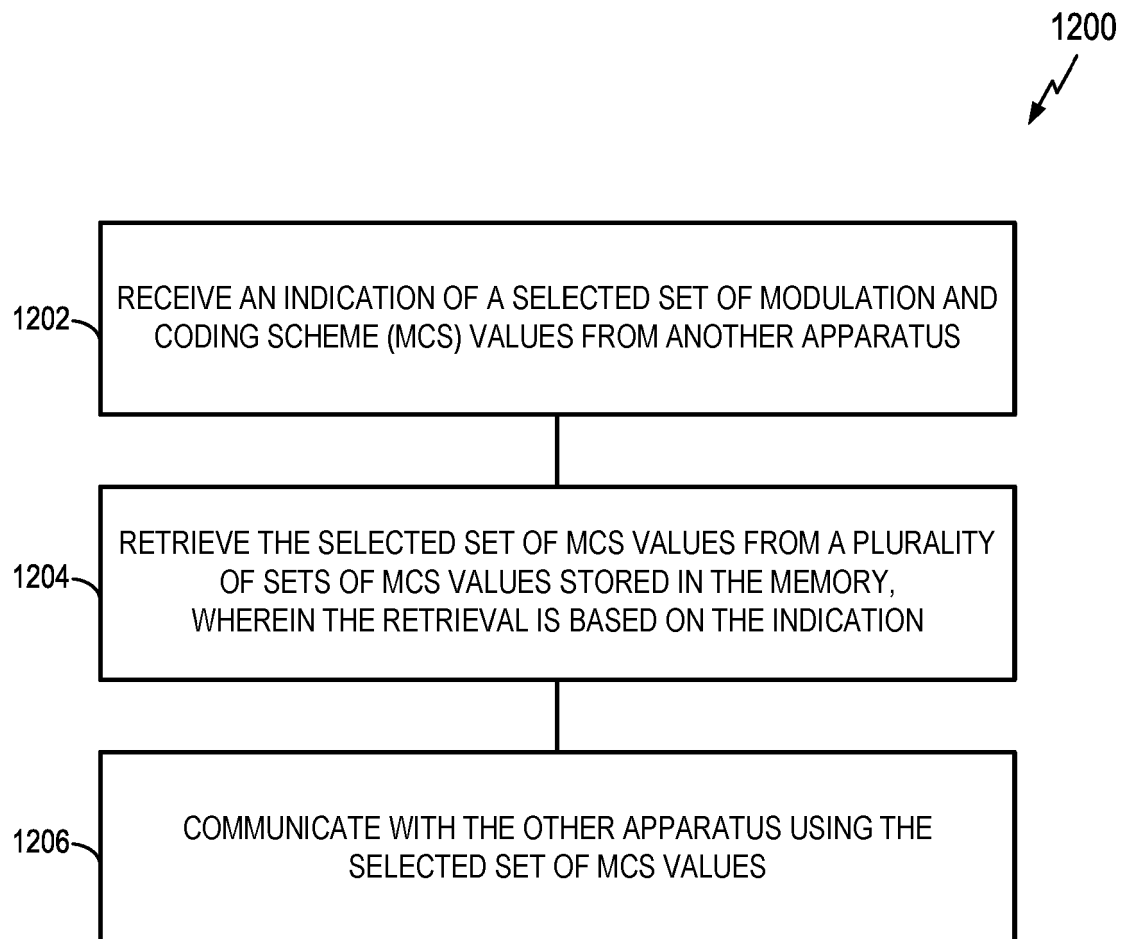 1200
1202
RECEIVE AN INDICATION OF A SELECTED SET OF MODULATION AND
CODING SCHEME (MCS) VALUES FROM ANOTHER APPARATUS
1204
RETRIEVE THE SELECTED SET OF MCS VALUES FROM A PLURALITY
OF SETS OF MCS VALUES STORED IN THE MEMORY,
WHEREIN THE RETRIEVAL IS BASED ON THE INDICATION
1206
COMMUNICATE WITH THE OTHER APPARATUS USING THE
SELECTED SET OF MCS VALUES